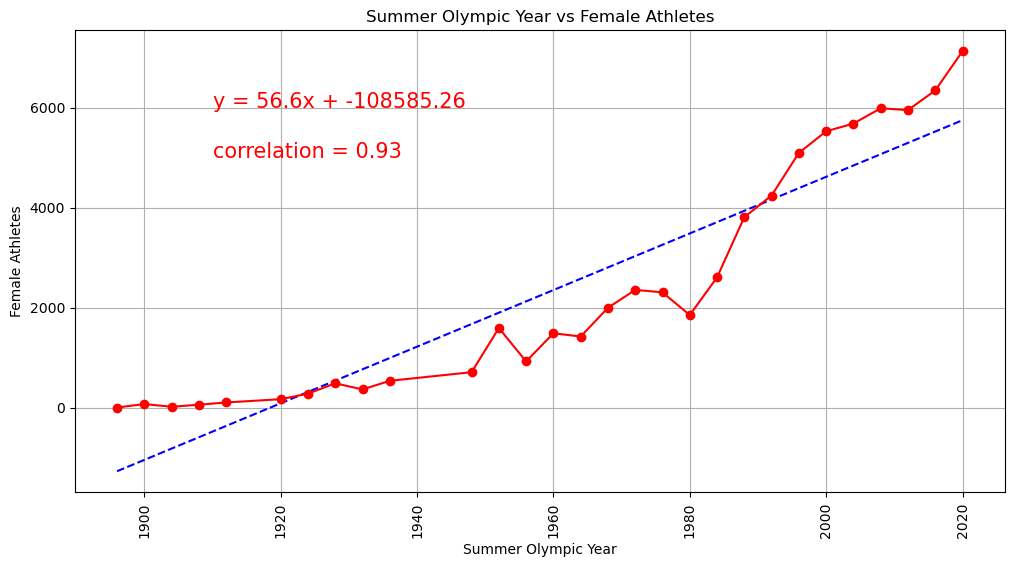 Summer Olympic Year vs Female Athletes
y = 56.6x + -108585.26
correlation = 0.93
Female Athletes
6000
4000
2000
0
1900
1920
1940
1960
1980
2000
2020
Summer Olympic Year